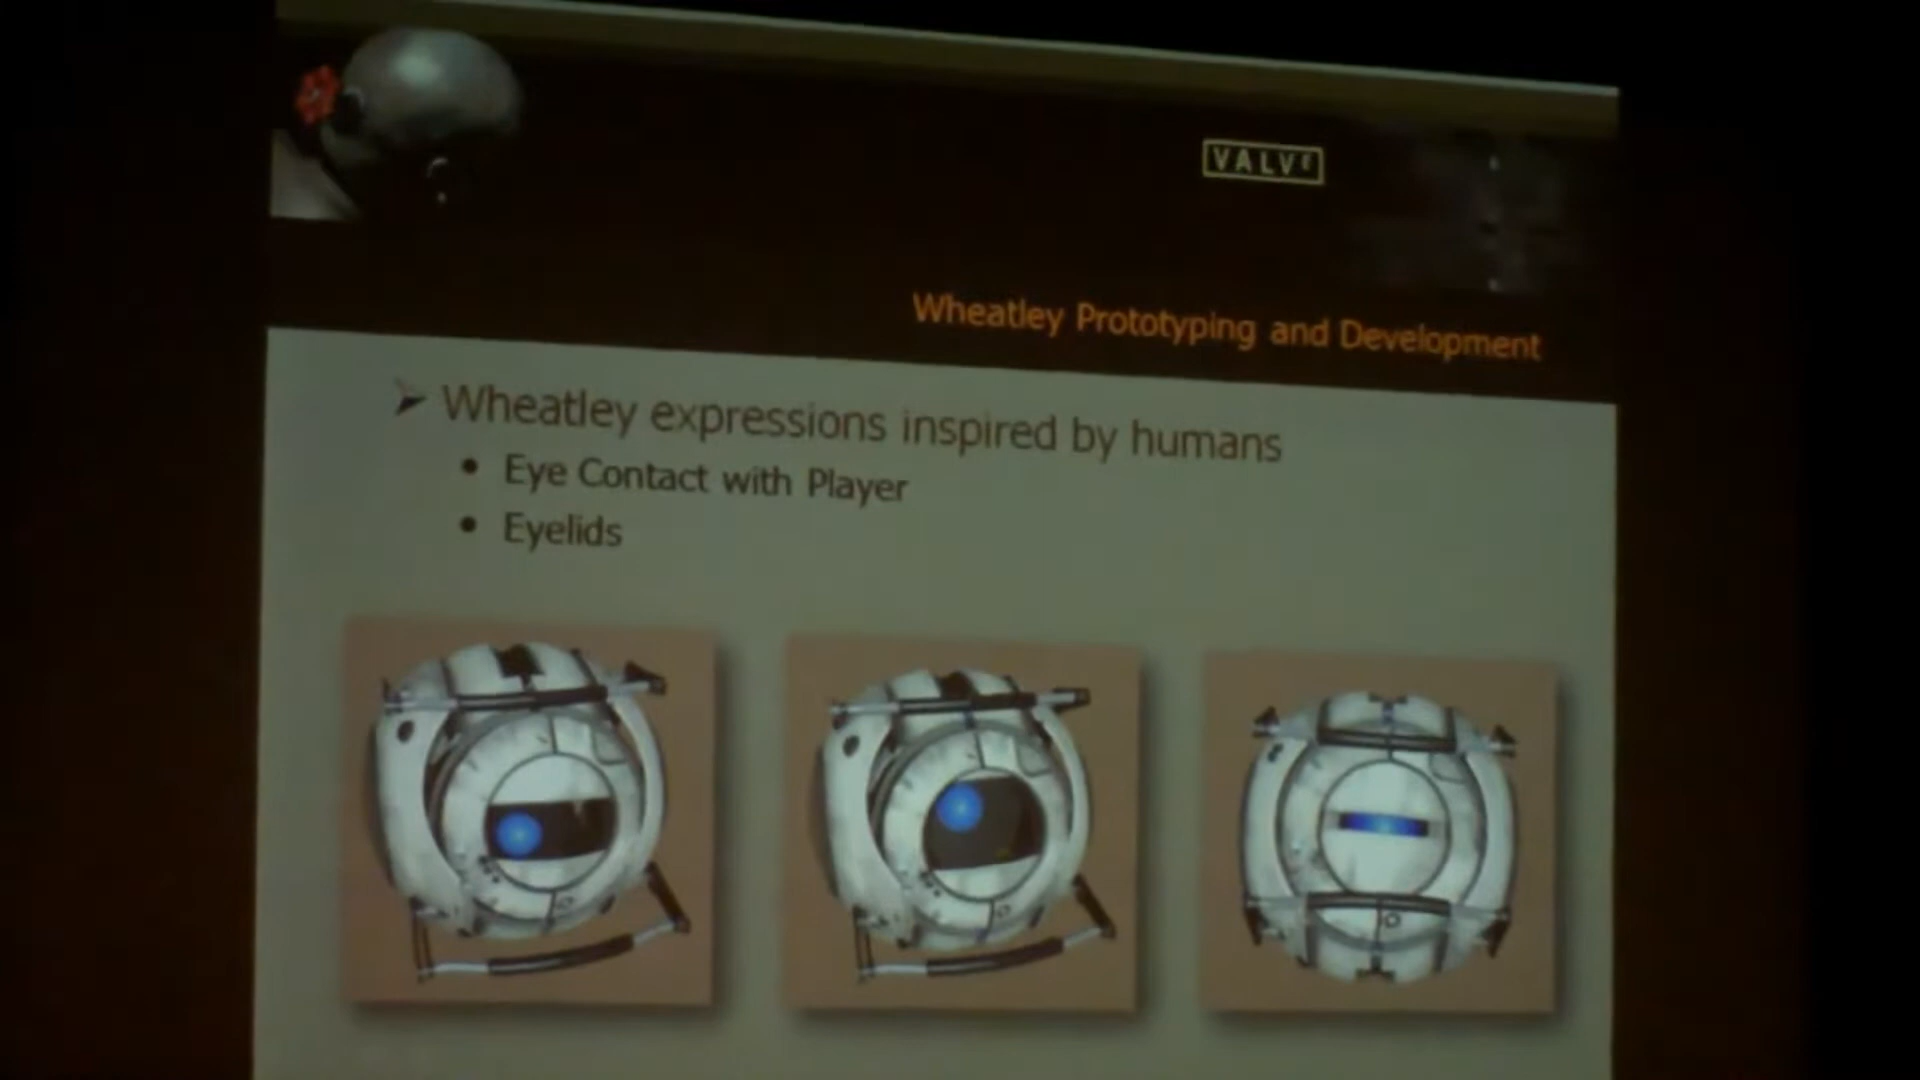 VALVE
Wheatley Prototyping and Development
Wheatley expressions inspired by humans
Eye Contact with Player
Eyelids